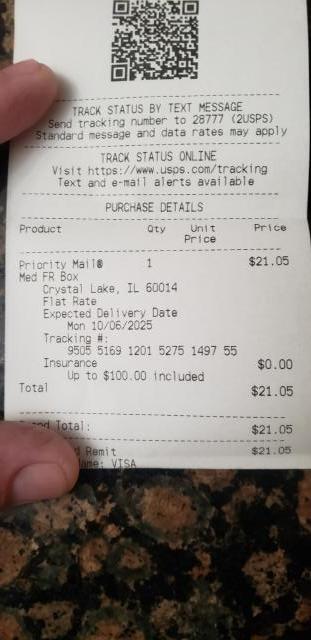 TRACK STATUS BY TEXT MESSAGE
Send tracking number to 28777 (2USPS)
Standard message and data rates may apply
TRACK STATUS ONLINE
Visit https://www.usps.com/tracking
Text and e-mail alerts available
PURCHASE DETAILS
Product Qty Unit Price
Price
Priority Mail® 1 $21.05
Med FR Box
Crystal Lake, IL 60014
Flat Rate
Expected Delivery Date
Mon 10/06/2025
Tracking #:
9505 5169 1201 5275 1497 55
Insurance $0.00
Up to $100.00 included
Total $21.05
Total: $21.05
Remit $21.05
VISA